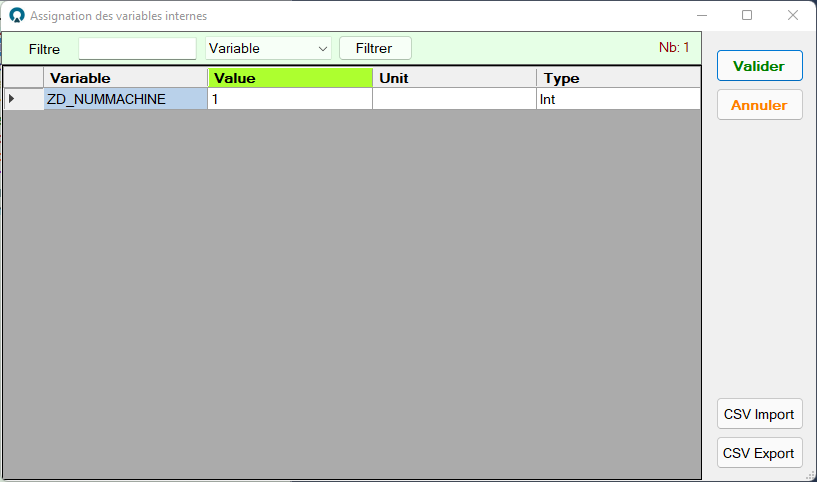 Assignation des variables internes
Filtre Variable Filtrer Nb: 1
Valider
Annuler
Variable Value Unit Type
ZD_NUMMACHINE 1 Int
CSV Import
CSV Export